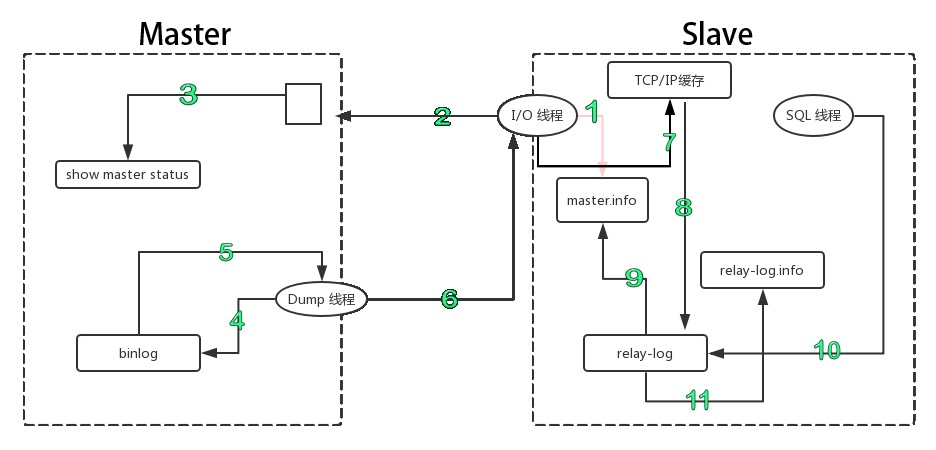 Master
Slave
TCP/IP缓存
3
1
2
I/O 线程
SQL 线程
7
show master status
master.info
8
5
9
relay-log.info
Dump 线程
6
4
binlog
relay-log
10
11